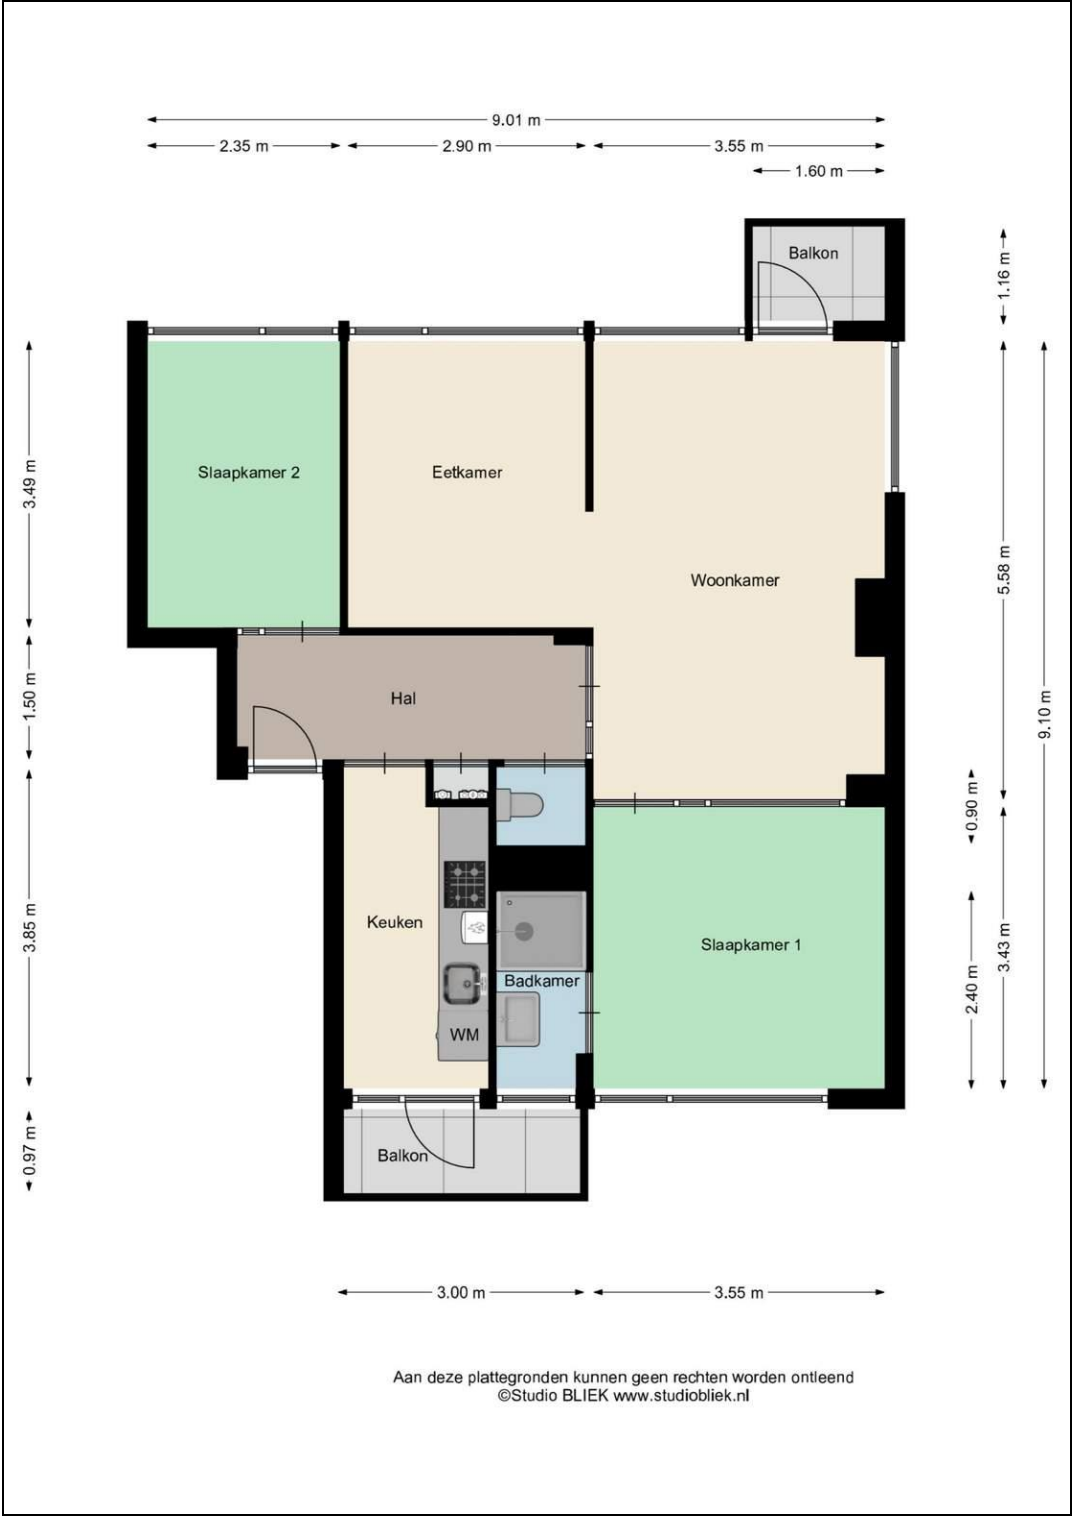 9.01 m
2.35 m
2.90 m
3.55 m
1.60 m
Balkon
1.16 m
Slaapkamer 2
Eetkamer
3.49 m
5.58 m
Woonkamer
Hal
1.50 m
9.10 m
0.90 m
Keuken
3.85 m
Slaapkamer 1
3.43 m
Badkamer
2.40 m
WM
Balkon
0.97 m
3.00 m
3.55 m
Aan deze plattegronden kunnen geen rechten worden ontleend
©Studio BLIEK www.studiobliek.nl